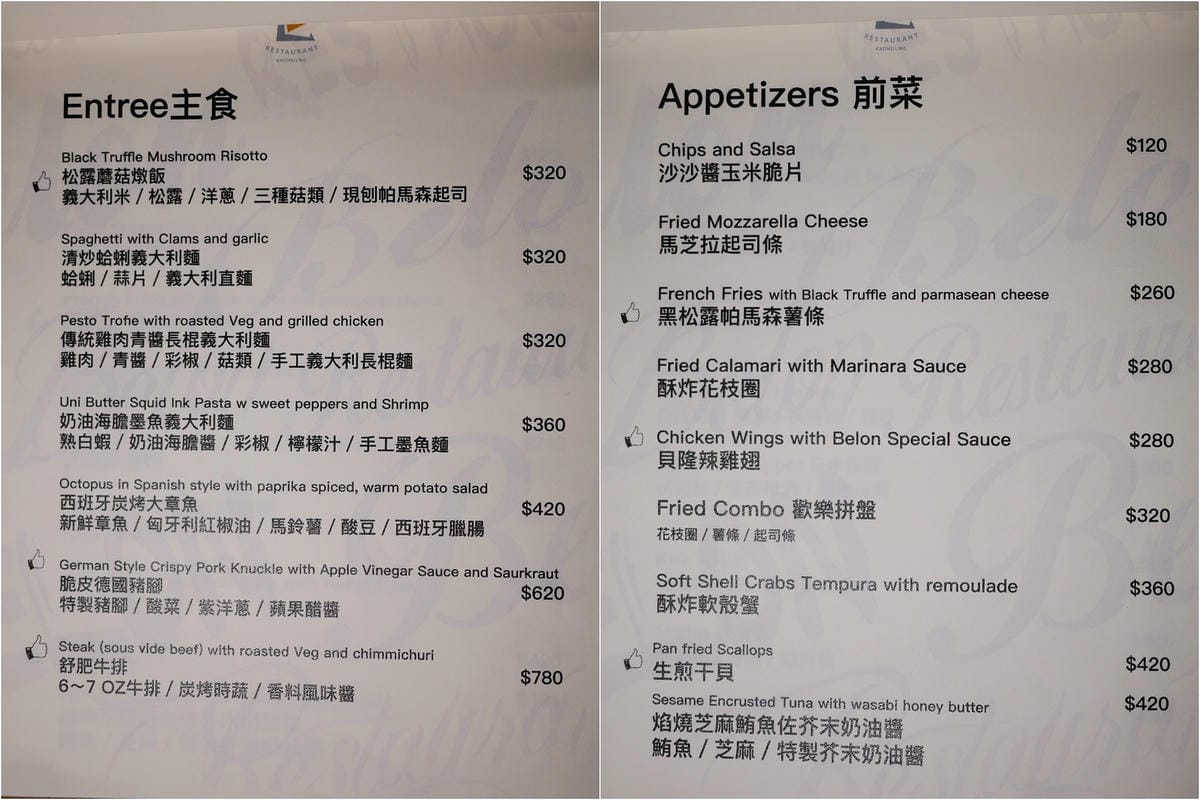 RESTAURANT
KAOHSIUNG
Entree主食
Black Truffle Mushroom Risotto
松露蘑菇燉飯
義大利米 / 松露 / 洋蔥 / 三種菇類 / 現刨帕馬森起司
$320
Spaghetti with Clams and garlic
清炒蛤蜊義大利麵
蛤蜊 / 蒜片 / 義大利直麵
$320
Pesto Trofie with roasted Veg and grilled chicken
傳統雞肉青醬長棍義大利麵
雞肉 / 青醬 / 彩椒 / 菇類 / 手工義大利長棍麵
$320
Uni Butter Squid Ink Pasta w sweet peppers and Shrimp
奶油海膽墨魚義大利麵
熟白蝦 / 奶油海膽醬 / 彩椒 / 檸檬汁 / 手工墨魚麵
$360
Octopus in Spanish style with paprika spiced, warm potato salad
西班牙炭烤大章魚
新鮮章魚 / 匈牙利紅椒油 / 馬鈴薯 / 酸豆 / 西班牙臘腸
$420
German Style Crispy Pork Knuckle with Apple Vinegar Sauce and Saurkraut
脆皮德國豬腳
特製豬腳 / 酸菜 / 紫洋蔥 / 蘋果醋醬
$620
Steak (sous vide beef) with roasted Veg and chimmichuri
舒肥牛排
6～7 OZ牛排 / 炭烤時蔬 / 香料風味醬
$780
RESTAURANT
KAOHSIUNG
Appetizers 前菜
Chips and Salsa
沙沙醬玉米脆片
$120
Fried Mozzarella Cheese
馬芝拉起司條
$180
French Fries with Black Truffle and parmasean cheese
黑松露帕馬森薯條
$260
Fried Calamari with Marinara Sauce
酥炸花枝圈
$280
Chicken Wings with Belon Special Sauce
貝隆辣雞翅
$280
Fried Combo 歡樂拼盤
花枝圈 / 薯條 / 起司條
$320
Soft Shell Crabs Tempura with remoulade
酥炸軟殼蟹
$360
Pan fried Scallops
生煎干貝
$420
Sesame Encrusted Tuna with wasabi honey butter
焰燒芝麻鮪魚佐芥末奶油醬
鮪魚 / 芝麻 / 特製芥末奶油醬
$420